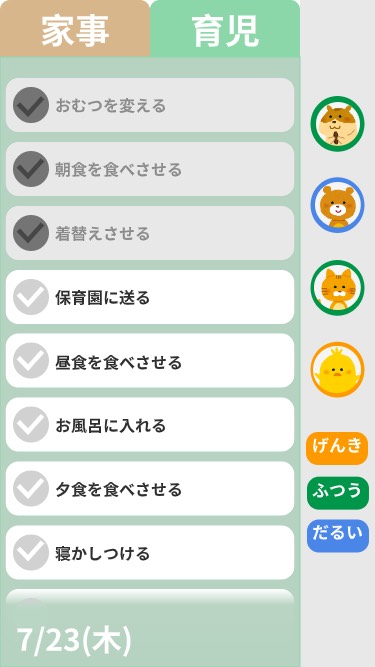 家事
育児
おむつを変える
朝食を食べさせる
着替えさせる
保育園に送る
昼食を食べさせる
お風呂に入れる
夕食を食べさせる
寝かしつける
げんき
ふつう
だるい
7/23(木)